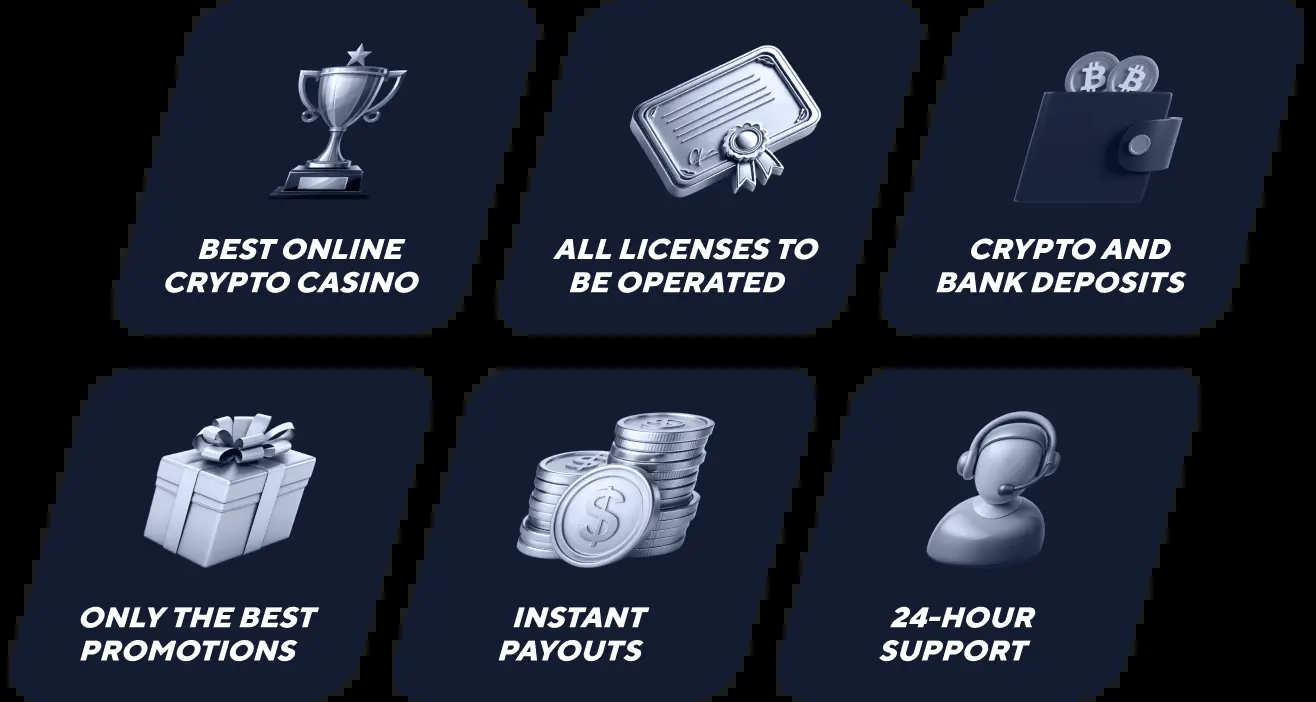 BEST ONLINE
CRYPTO CASINO
ALL LICENSES TO
BE OPERATED
CRYPTO AND
BANK DEPOSITS
ONLY THE BEST
PROMOTIONS
INSTANT
PAYOUTS
24-HOUR
SUPPORT